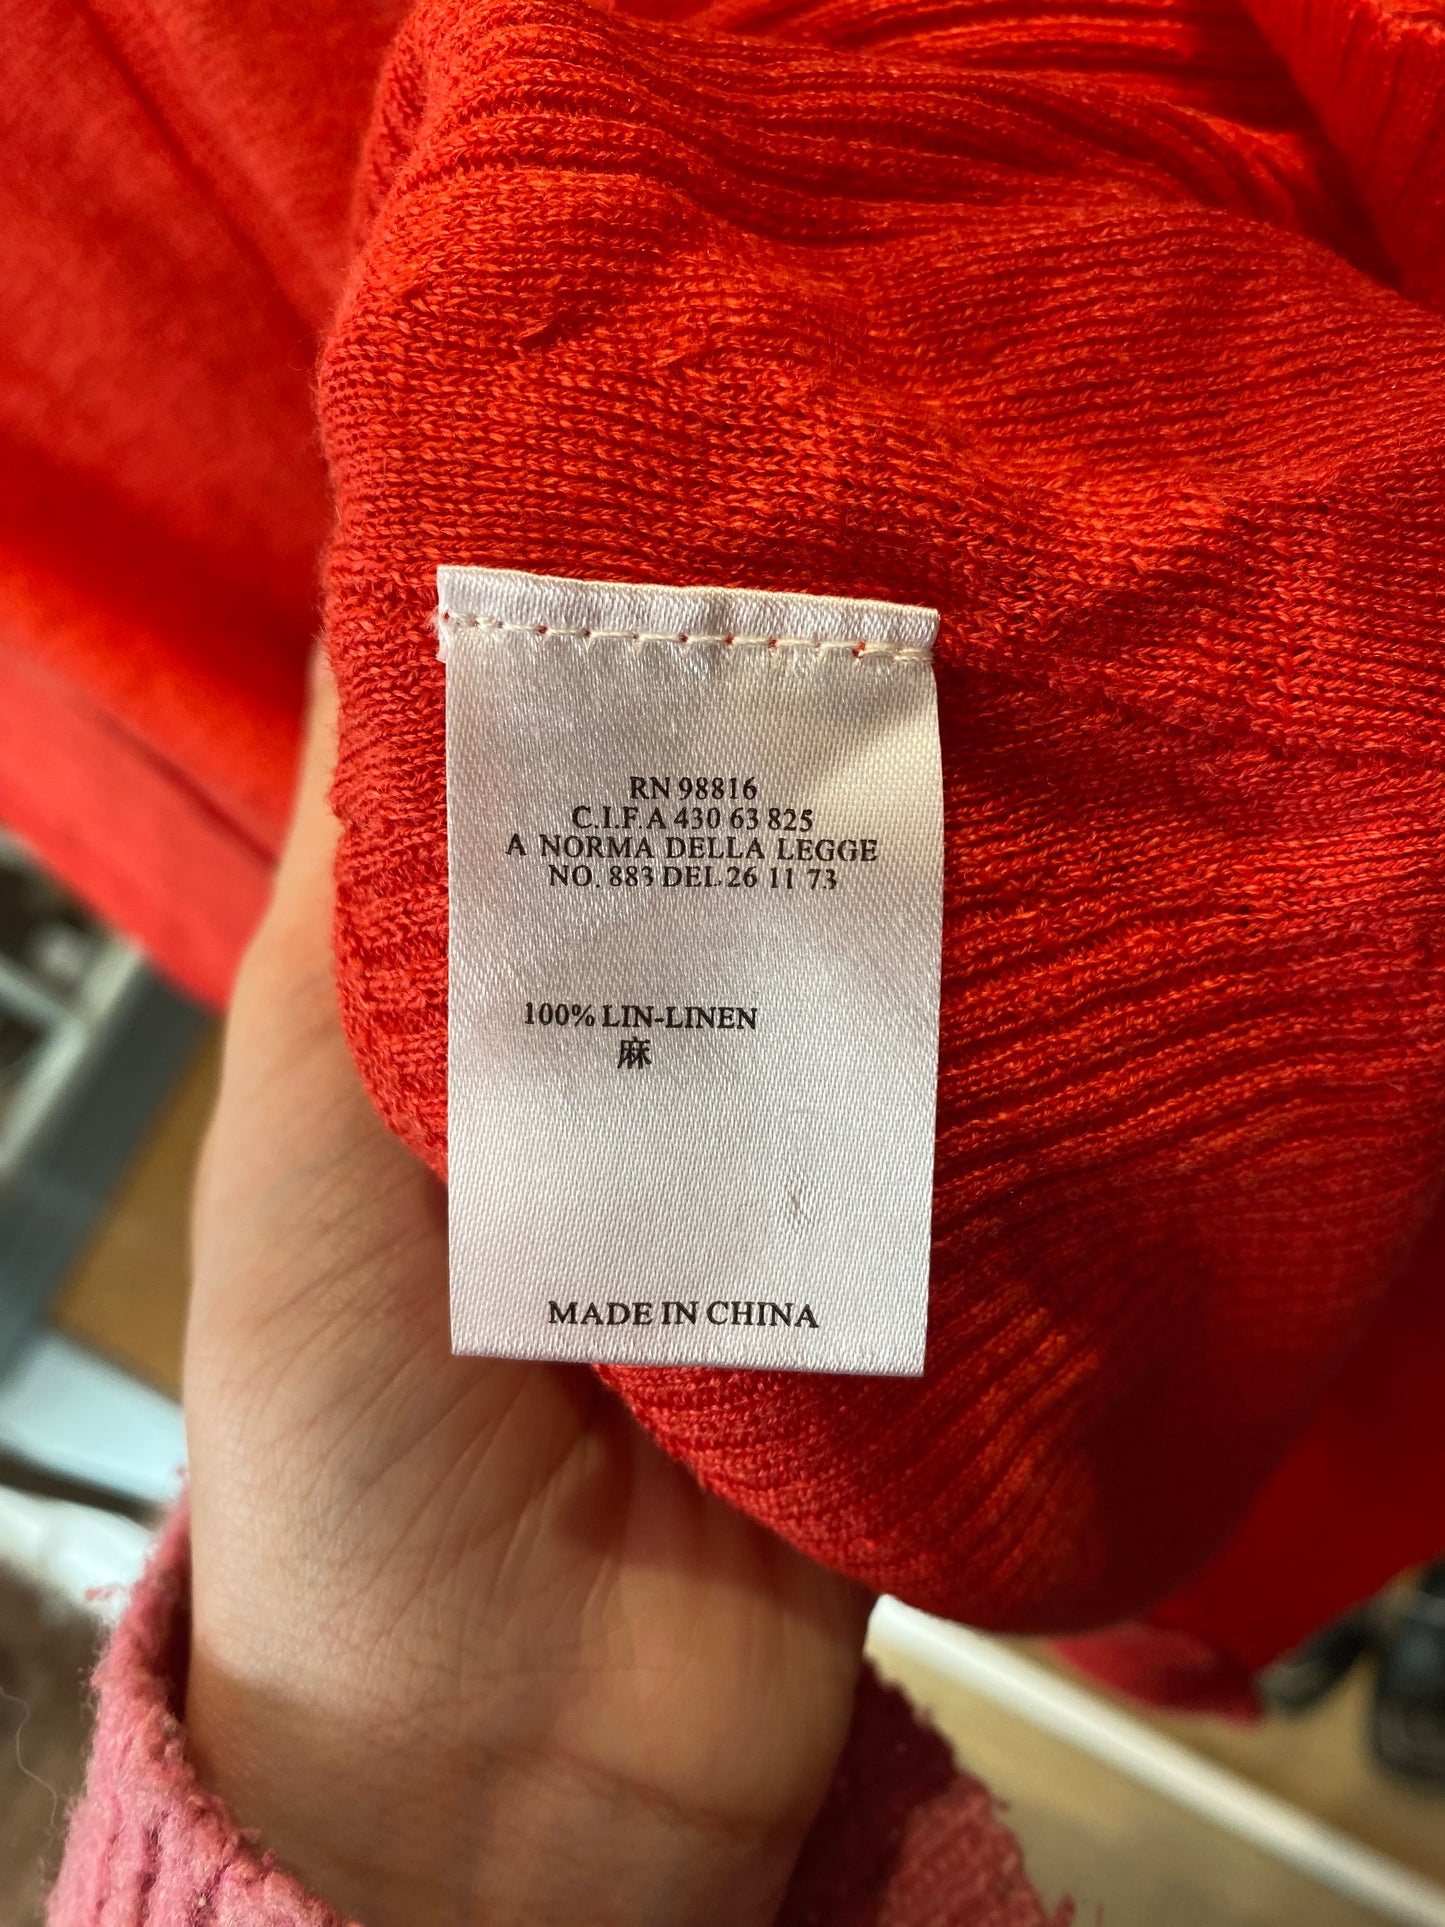 RN 98816
C.I.F. A 430 63 825
A NORMA DELLA LEGGE
NO. 883 DEL 26 11 73
100% LIN-LINEN
麻
MADE IN CHINA